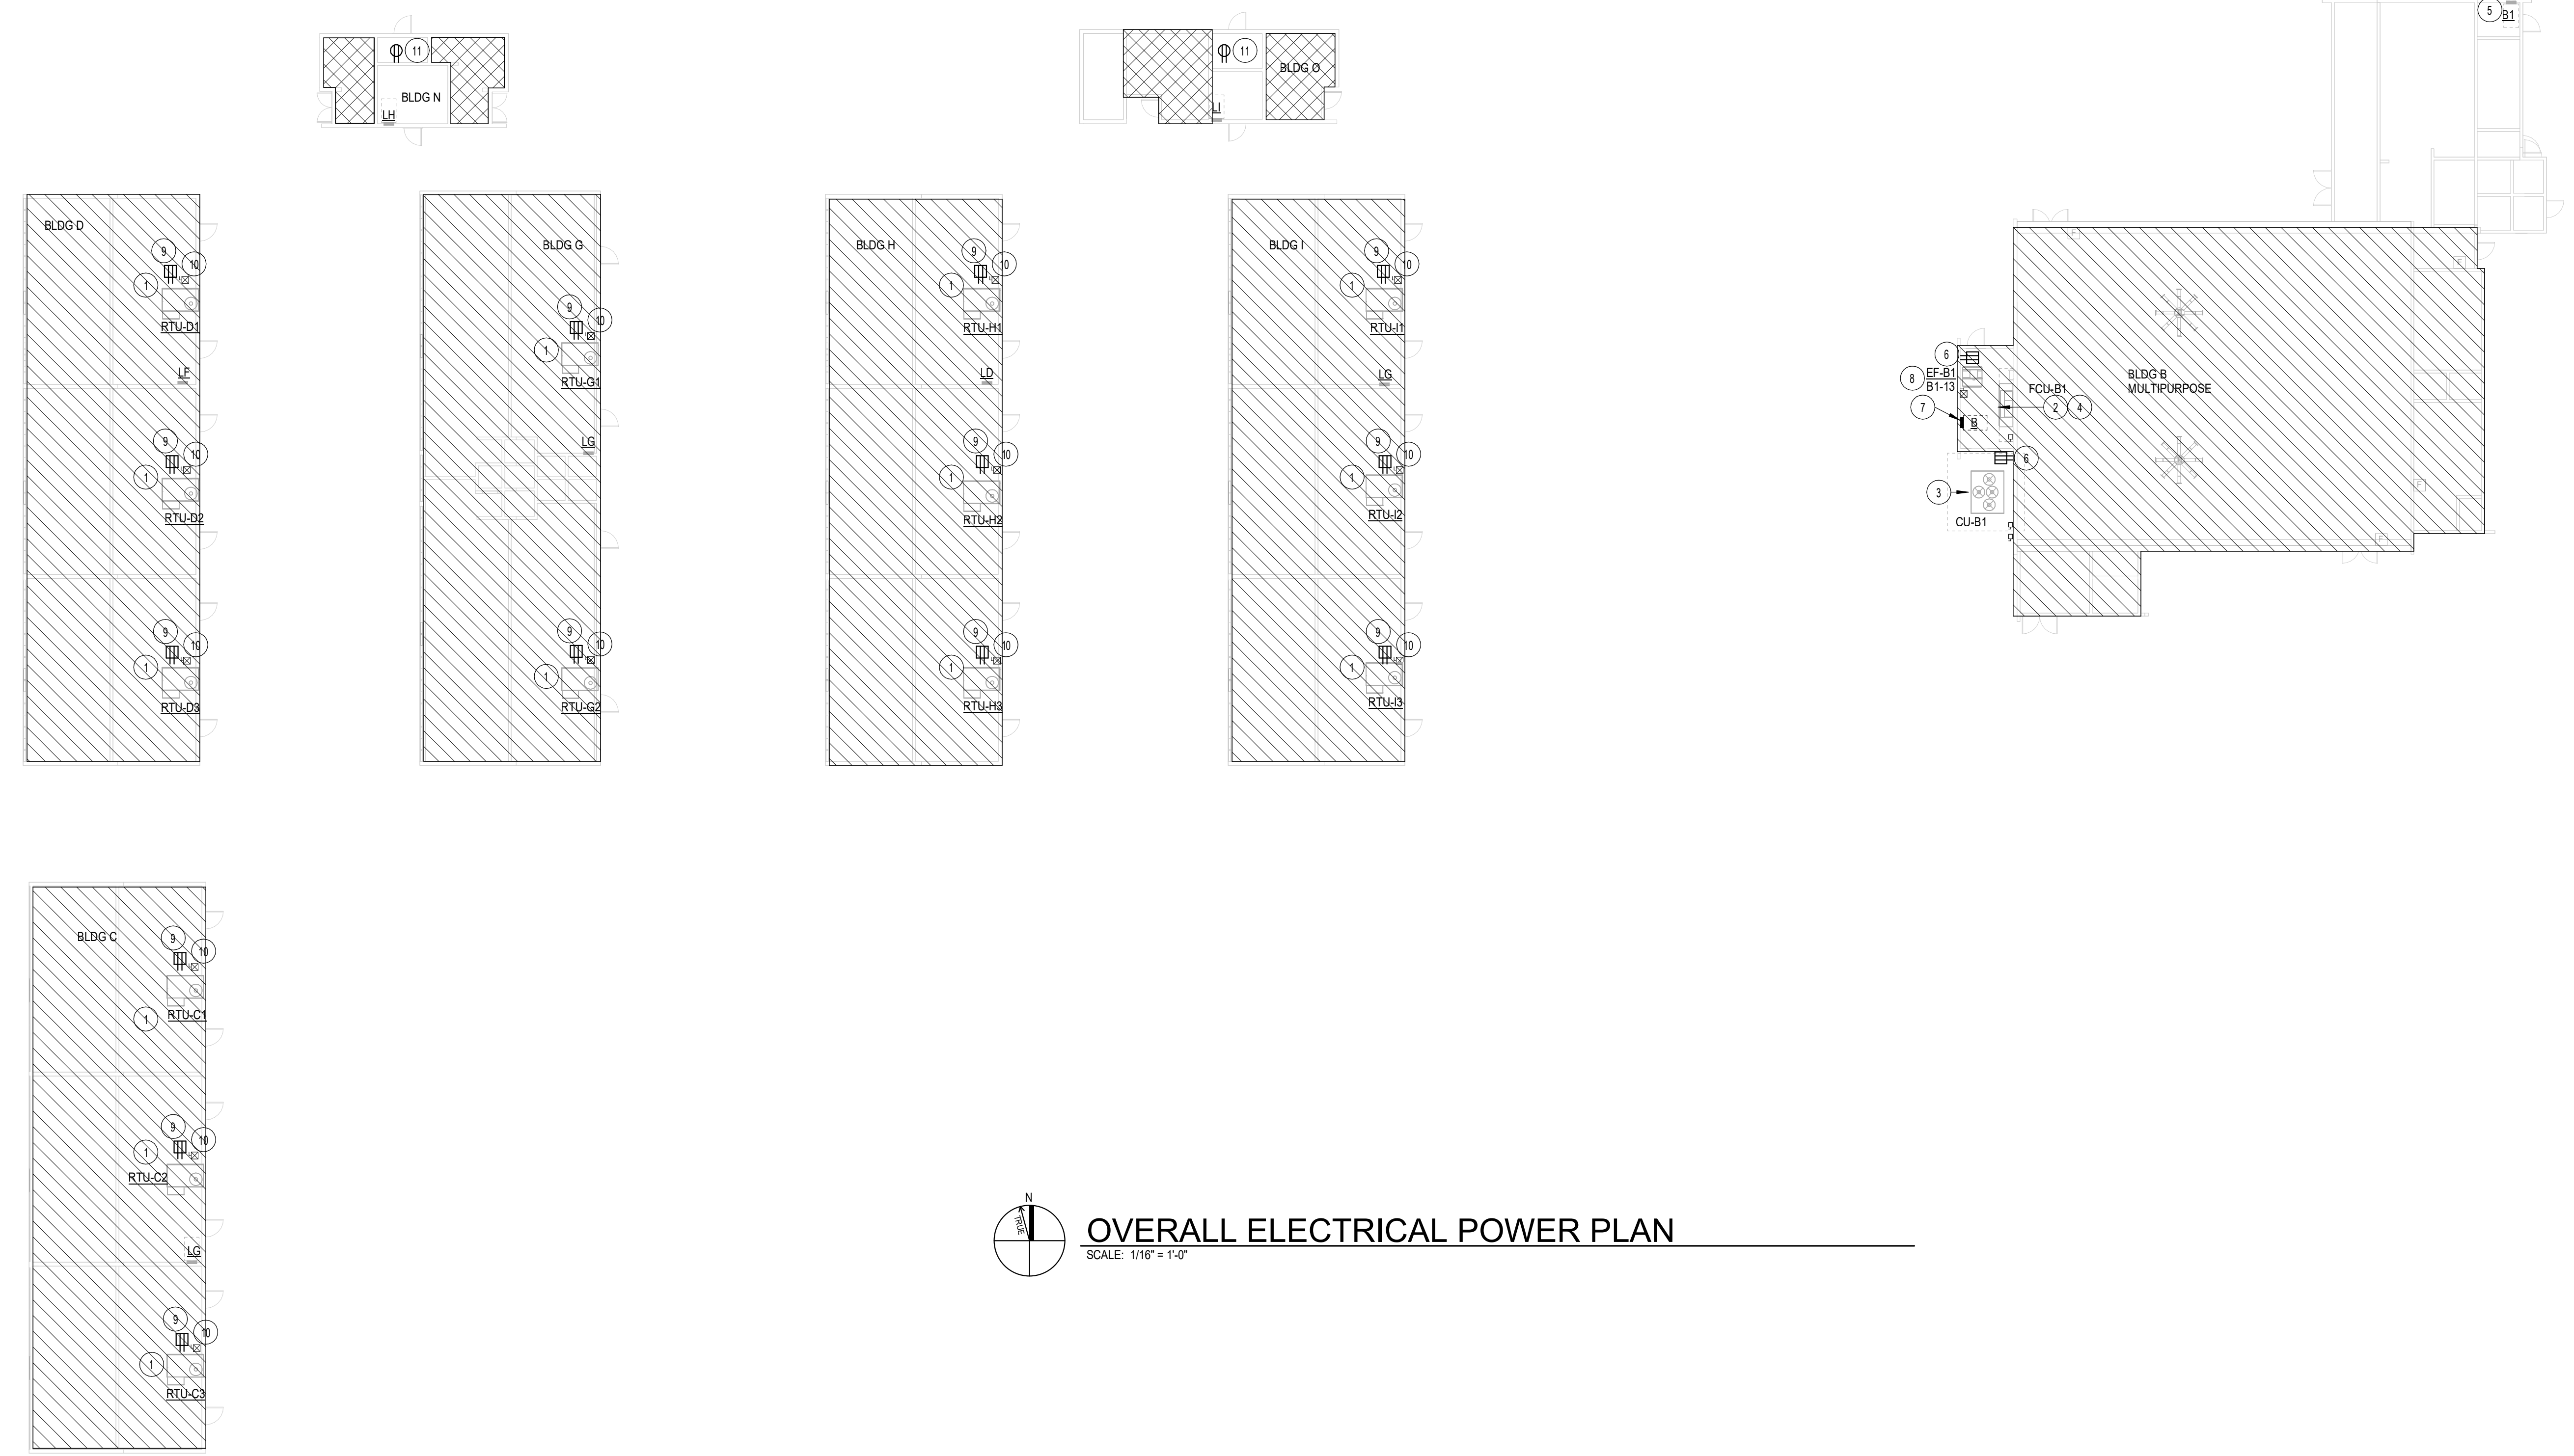 5
B1
11
BLDG N
LH
11
BLDG O
LI
BLDG D
9
10
1
RTU-D1
LF
9
10
1
RTU-D2
9
10
1
RTU-D3
BLDG G
9
10
1
RTU-G1
LG
9
10
1
RTU-G2
BLDG H
9
10
1
RTU-H1
LD
9
10
1
RTU-H2
9
10
1
RTU-H3
BLDG I
9
10
1
RTU-I1
LG
9
10
1
RTU-I2
9
10
1
RTU-I3
F
F
6
8
EF-B1
B1-13
FCU-B1
BLDG B
MULTIPURPOSE
7
B
2
4
6
3
CU-B1
F
F
BLDG C
9
10
RTU-C1
1
9
10
1
RTU-C2
LG
9
10
1
RTU-C3
N
TRUE
OVERALL ELECTRICAL POWER PLAN
SCALE: 1/16" = 1'-0"